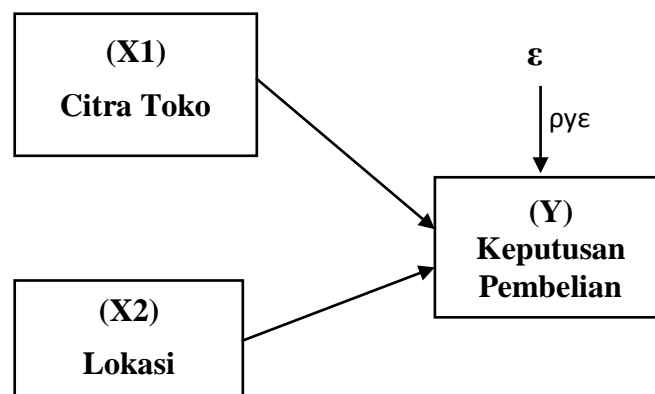 (X1)
Citra Toko
ε
ρyε
(Y)
Keputusan
Pembelian
(X2)
Lokasi